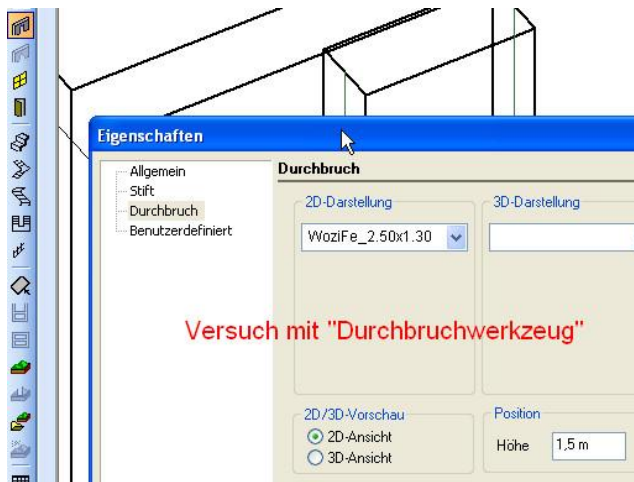 Eigenschaften
Allgemein
Stift
Durchbruch
Benutzerdefiniert
Durchbruch
2D-Darstellung
WoziFe_2.50x1.30
3D-Darstellung
Versuch mit "Durchbruchwerkzeug"
2D/3D-Vorschau
2D-Ansicht
3D-Ansicht
Position
Höhe 1,5 m